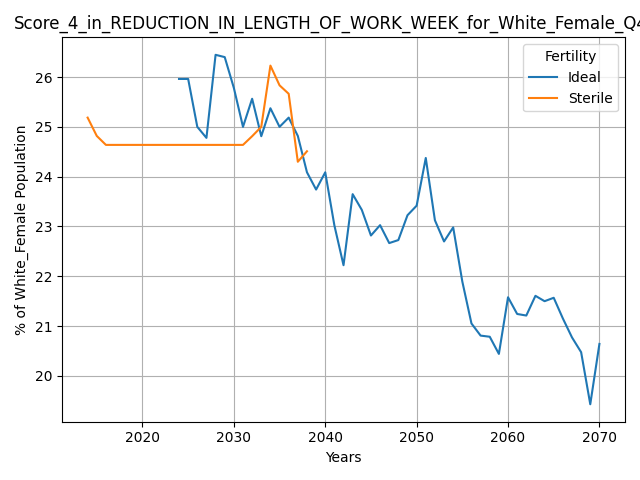 Score_4_in_REDUCTION_IN_LENGTH_OF_WORK_WEEK_for_White_Female_Q4
Fertility
Ideal
Sterile
% of White_Female Population
26
25
24
23
22
21
20
2020 2030 2040 2050 2060 2070
Years